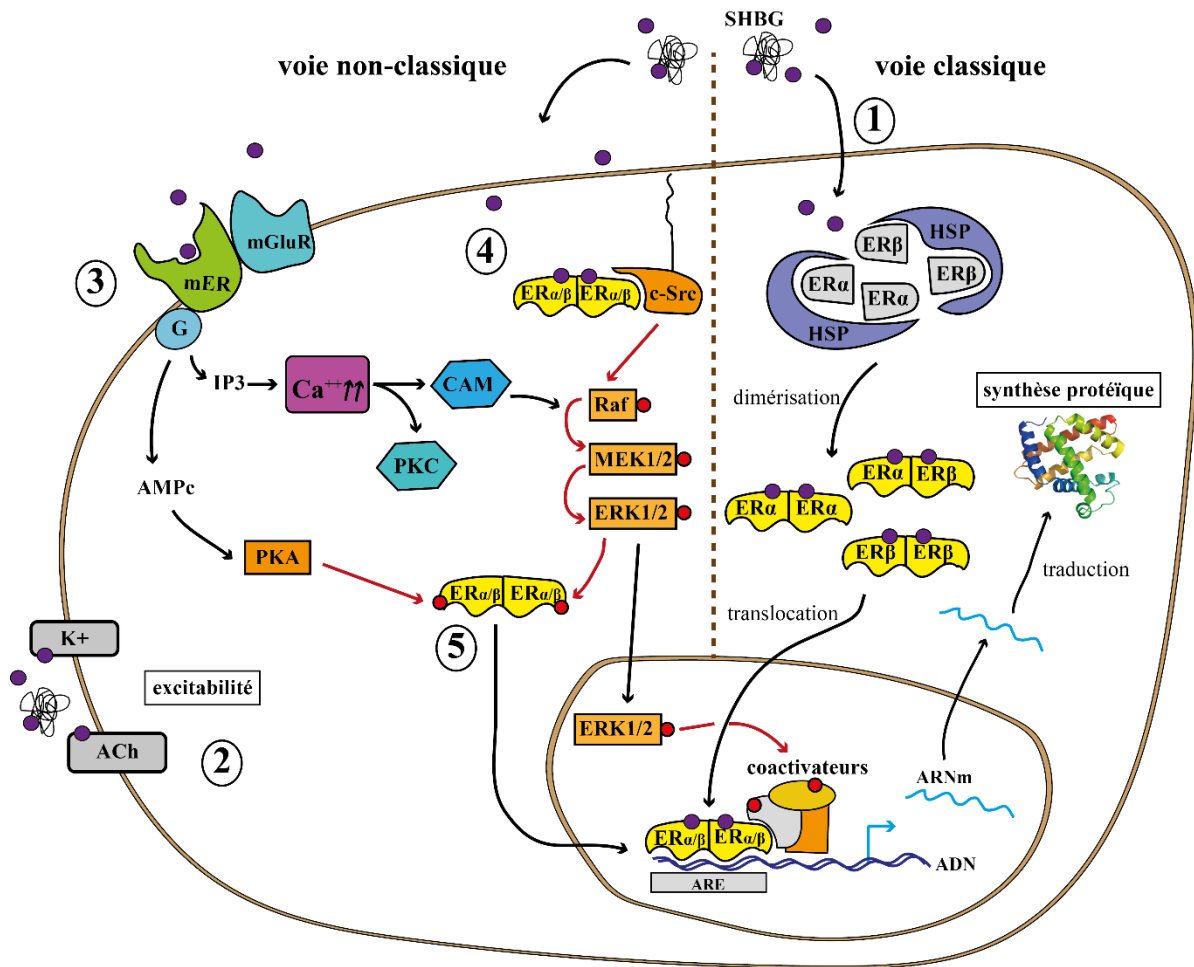 SHBG
voie non-classique
voie classique
1
mGluR
mER
3
G
4
ERα/β ERα/β
c-Src
HSP
ERβ
ERα
ERβ
ERα
HSP
IP3
Ca++
CAM
PKC
Raf
MEK1/2
ERK1/2
AMPc
PKA
ERα/β ERα/β
5
dimérisation
ERα ERβ
ERα ERα
ERβ ERβ
translocation
synthèse protéïque
traduction
K+
excitabilité
ACh
2
ERK1/2
coactivateurs
ARNm
ERα/β ERα/β
ADN
ARE